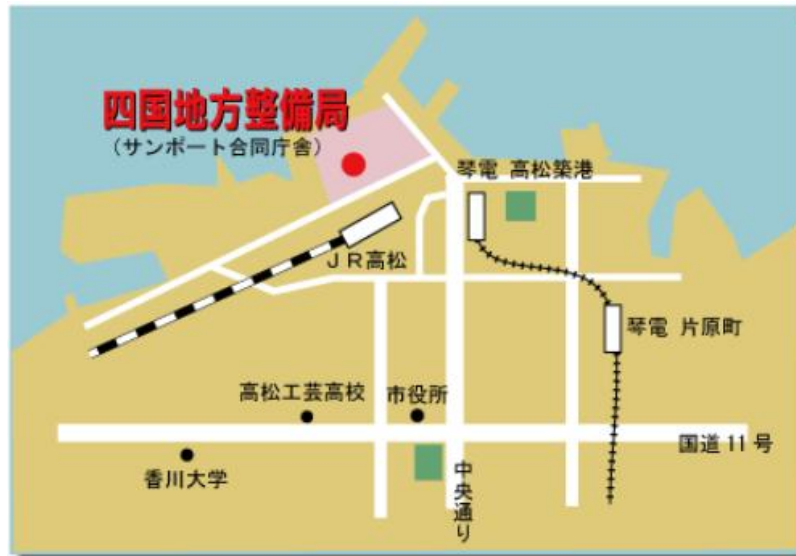 四国地方整備局
（サンポート合同庁舎）
琴電 高松築港
ＪＲ高松
琴電 片原町
高松工芸高校
市役所
国道11号
香川大学
中央通り